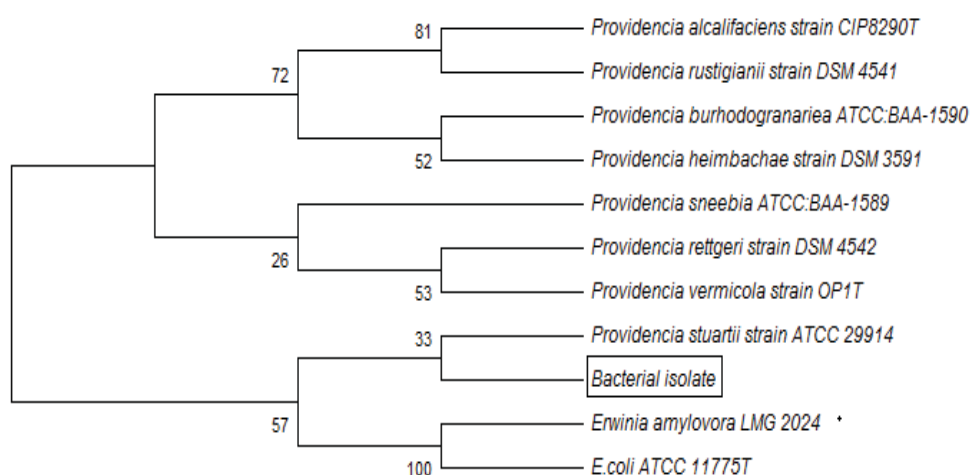 81
Providencia alcalifaciens strain CIP8290T
72
Providencia rustigianii strain DSM 4541
Providencia burhodogranariea ATCC:BAA-1590
52
Providencia heimbachae strain DSM 3591
Providencia sneebia ATCC:BAA-1589
26
Providencia rettgeri strain DSM 4542
53
Providencia vermicola strain OP1T
33
Providencia stuartii strain ATCC 29914
Bacterial isolate
57
Erwinia amylovora LMG 2024
100
E.coli ATCC 11775T